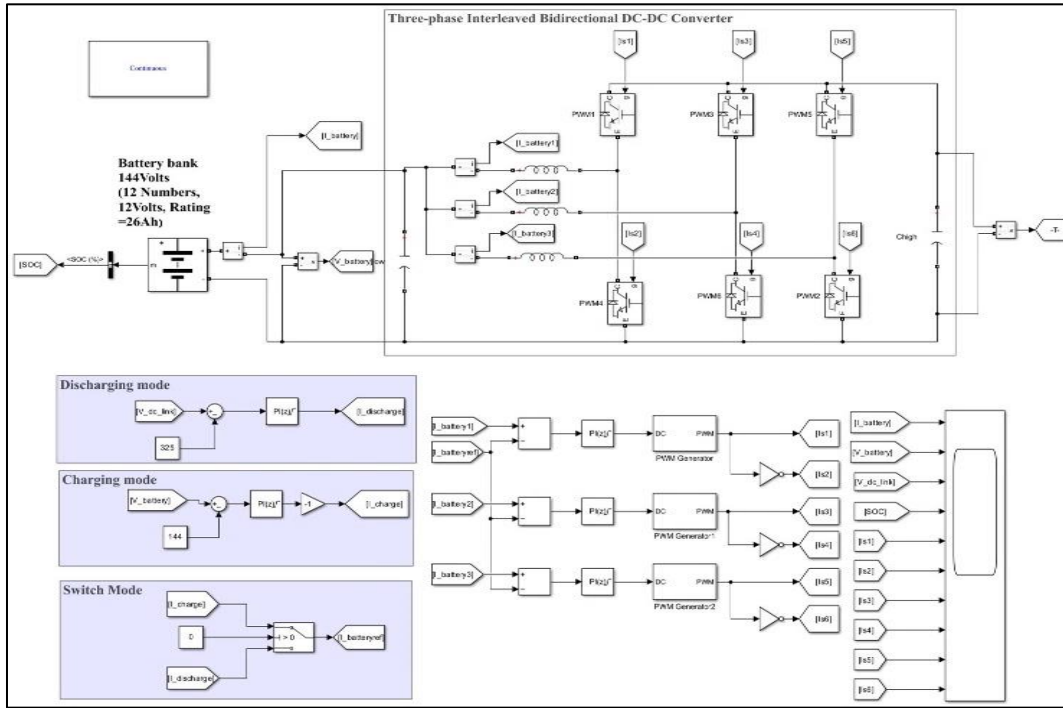 Three-phase Interleaved Bidirectional DC-DC Converter
Continuous
[Is1]
[Is3]
[Is5]
PWM1
PWM3
PWM5
[I_battery]
Battery bank
144Volts
(12 Numbers,
12Volts, Rating
=26Ah)
[I_battery1]
[I_battery2]
[I_battery3]
[Is2]
[Is4]
[Is6]
Chigh
-T-
[SOC]
<SOC (%)>
m
[V_battery]
PWM4
PWM6
PWM2
Discharging mode
[V_dc_link]
325
PI(z)
[I_discharge]
Charging mode
[V_battery]
144
PI(z)
-1
[I_charge]
Switch Mode
[I_charge]
0
[I_discharge]
[I_batteryref]
[I_battery1]
[I_batteryref]
PI(z)
DC PWM
PWM Generator
[Is1]
[Is2]
[I_battery2]
PI(z)
DC PWM
PWM Generator1
[Is3]
[Is4]
[I_battery3]
PI(z)
DC PWM
PWM Generator2
[Is5]
[Is6]
[I_battery]
[V_battery]
[V_dc_link]
[SOC]
[Is1]
[Is2]
[Is3]
[Is4]
[Is5]
[Is6]